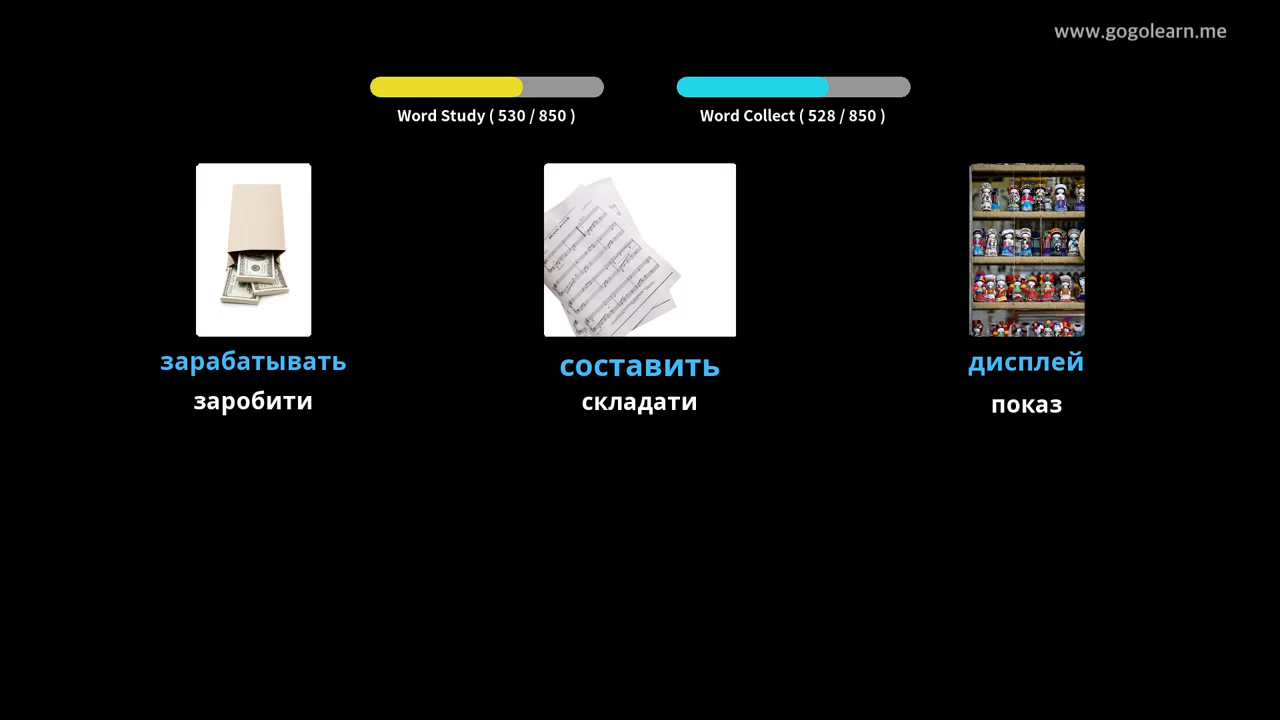 www.gogolearn.me
Word Study ( 530 / 850 )
Word Collect ( 528 / 850 )
зарабатывать
заробити
составить
складати
дисплей
показ